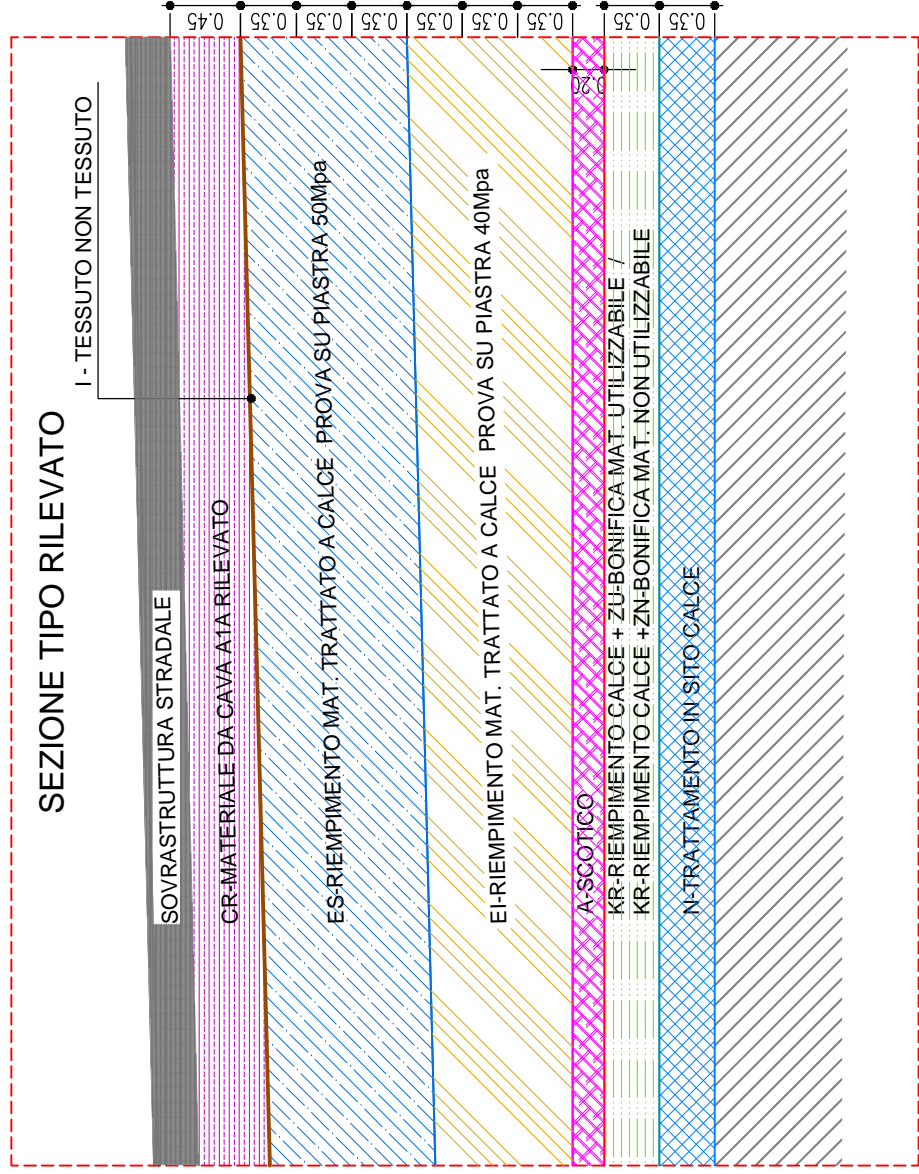 SEZIONE TIPO RILEVATO
I - TESSUTO NON TESSUTO
SOVRASTRUTTURA STRADALE
CR-MATERIALE DA CAVA A1A RILEVATO
ES-RIEMPIMENTO MAT. TRATTATO A CALCE PROVA SU PIASTRA 50Mpa
EI-RIEMPIMENTO MAT. TRATTATO A CALCE PROVA SU PIASTRA 40Mpa
A-SCOTICO
KR-RIEMPIMENTO CALCE + ZU-BONIFICA MAT. UTILIZZABILE /
KR-RIEMPIMENTO CALCE +ZN-BONIFICA MAT. NON UTILIZZABILE
N-TRATTAMENTO IN SITO CALCE
0.45
0.35
0.35
0.35
0.35
0.35
0.35
0.20
0.35
0.35